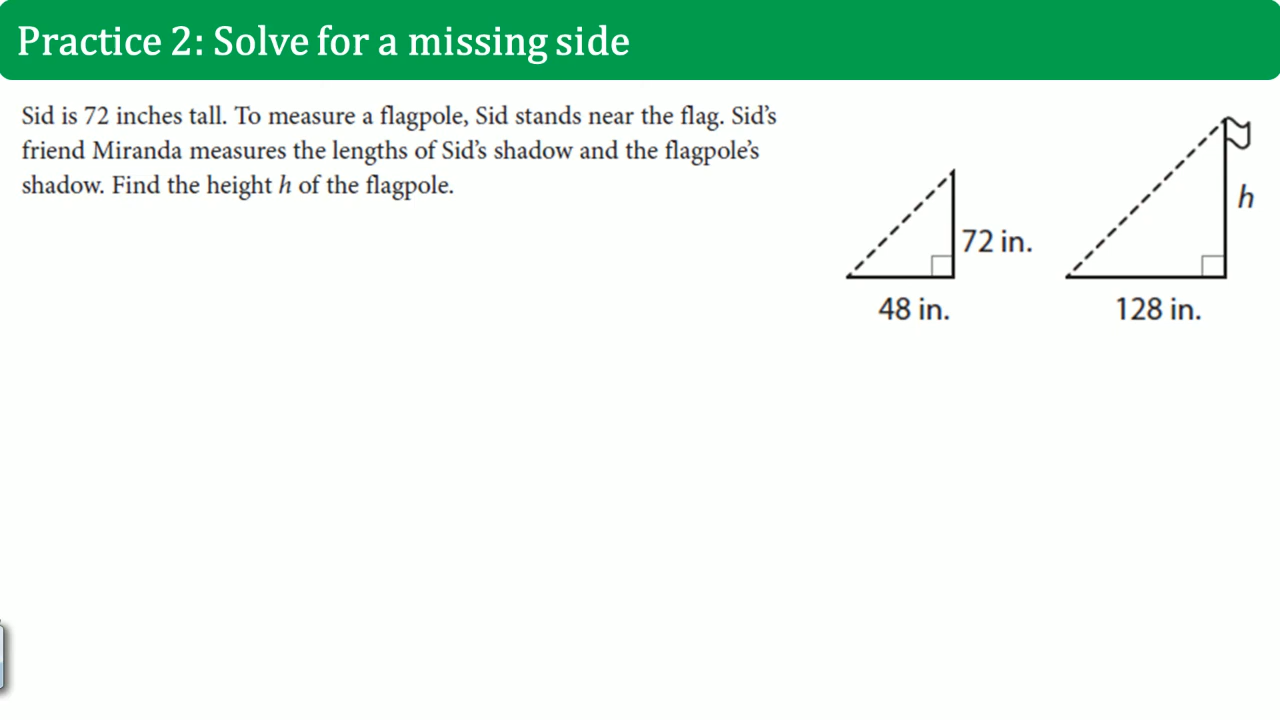 Practice 2: Solve for a missing side
Sid is 72 inches tall. To measure a flagpole, Sid stands near the flag. Sid’s
friend Miranda measures the lengths of Sid’s shadow and the flagpole’s
shadow. Find the height h of the flagpole.
72 in.
48 in.
h
128 in.